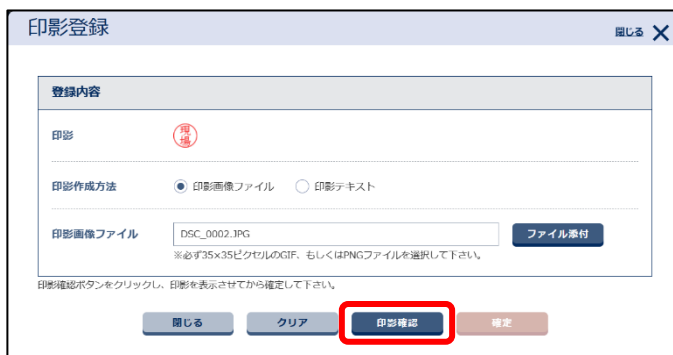 印影登録
閉じる
登録内容
印影
現場
印影作成方法
印影画像ファイル 印影テキスト
印影画像ファイル
DSC_0002.JPG
ファイル添付
※必ず35×35ピクセルのGIF、もしくはPNGファイルを選択して下さい。
印影確認ボタンをクリックし、印影を表示させてから確定して下さい。
閉じる クリア 印影確認 確定